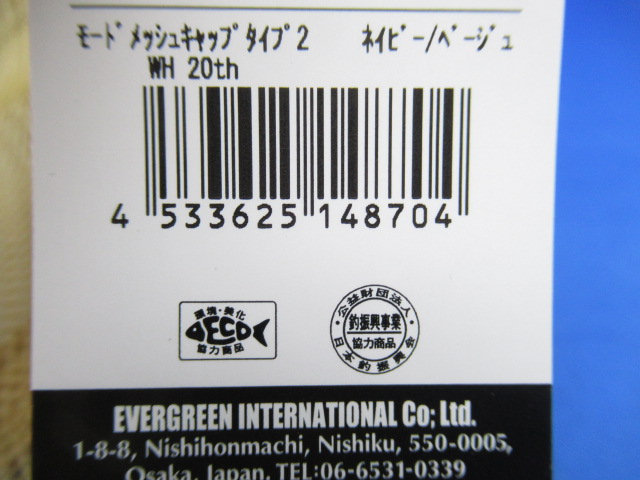 ﾓｰﾄﾞ ﾒｯｼｭｷｬｯﾌﾟ ﾀｲﾌﾟ 2 ﾈｲﾋﾞｰ/ﾍﾞｰｼﾞｭ
WH 20th
4 533625 148704
環境・美化
ECO
協力商品
公益財団法人
釣振興事業
協力商品
日本釣振興会
EVERGREEN INTERNATIONAL Co; Ltd.
1-8-8, Nishihonmachi, Nishiku, 550-0005,
Osaka, Japan, TEL:06-6531-0339